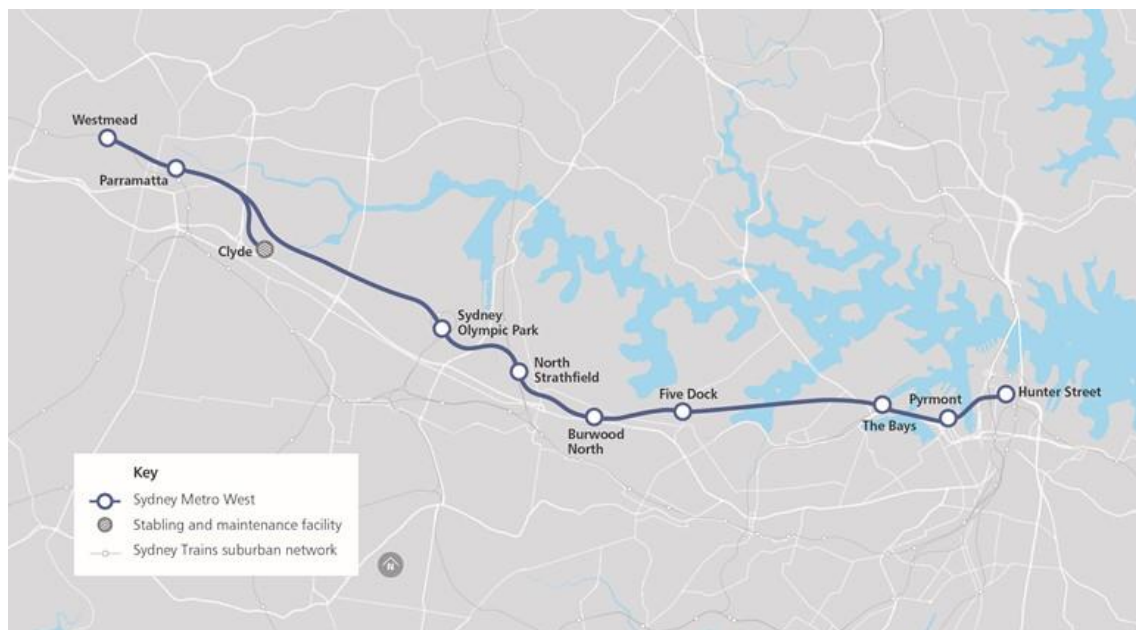 Westmead
Parramatta
Clyde
Sydney
Olympic Park
North
Strathfield
Burwood
North
Five Dock
The Bays
Pyrmont
Hunter Street
Key
Sydney Metro West
Stabling and maintenance facility
Sydney Trains suburban network
N